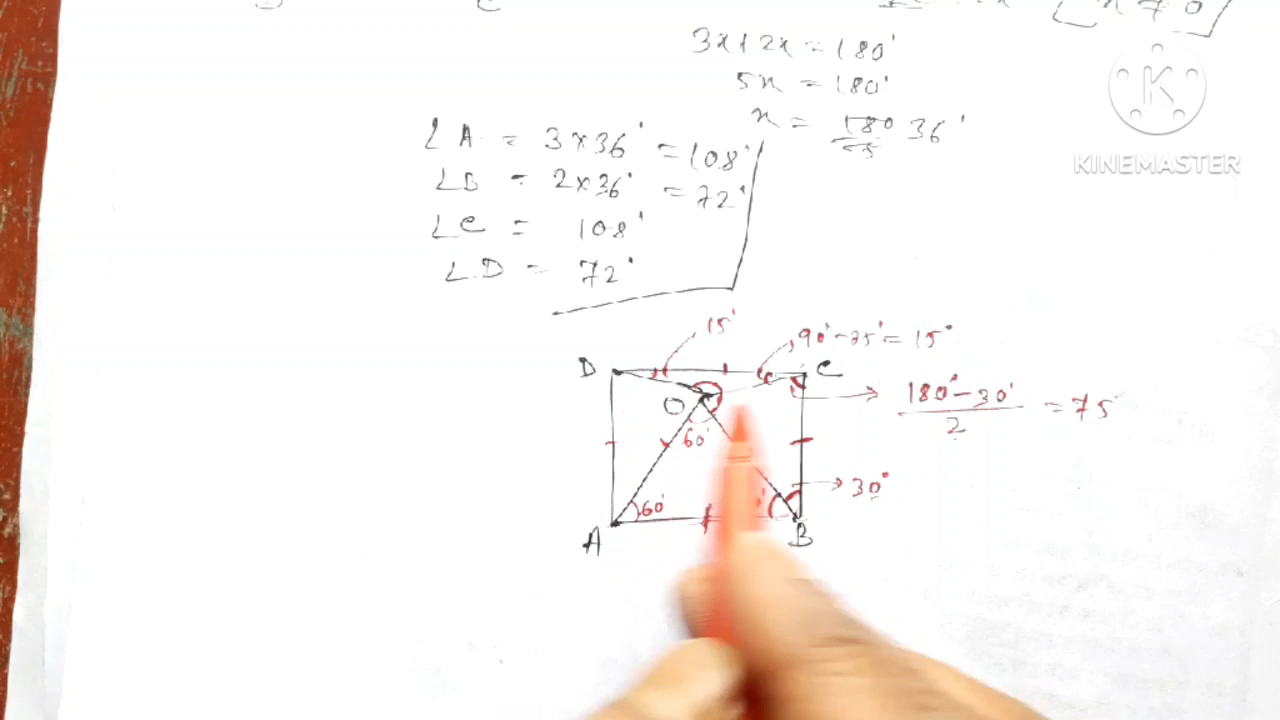 3x+2x = 180'
5x = 180'
x = 180/5 36'
∠A = 3×36' = 108'
∠B = 2×36' = 72'
∠C = 108'
∠D = 72'
KINEMASTER
15'
90'-75' = 15°
D
C
O
180°-30'/2 = 75
60'
30°
60'
A
B